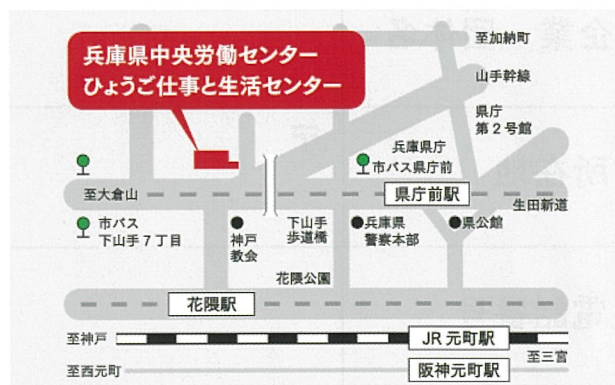 至加納町
兵庫県中央労働センター
ひょうご仕事と生活センター
山手幹線
県庁
第2号館
兵庫県庁
市バス県庁前
至大倉山
県庁前駅
生田新道
市バス
下山手7丁目
神戸
教会
下山手
歩道橋
兵庫県
警察本部
県公館
花隈公園
花隈駅
至神戸
JR元町駅
至三宮
至西元町
阪神元町駅